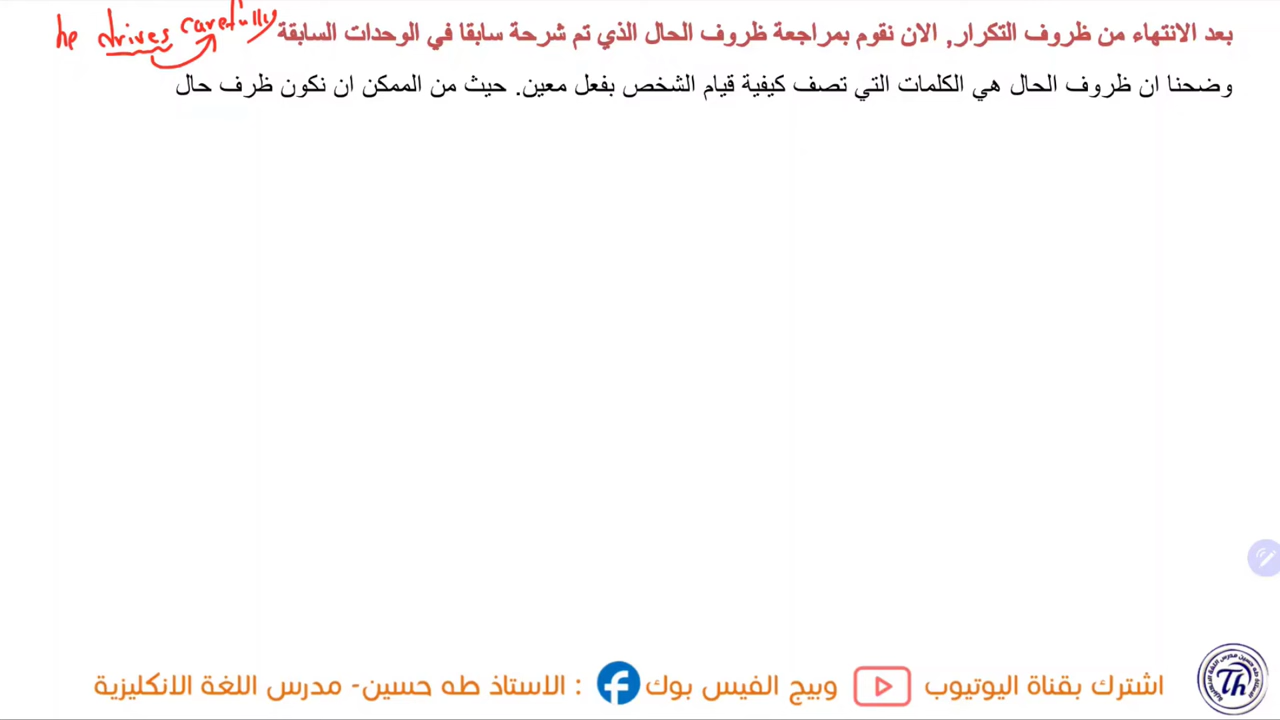 بعد الانتهاء من ظروف التكرار, الان نقوم بمراجعة ظروف الحال الذي تم شرحة سابقا في الوحدات السابقة
he drives carefully
وضحنا ان ظروف الحال هي الكلمات التي تصف كيفية قيام الشخص بفعل معين. حيث من الممكن ان نكون ظرف حال
اشترك بقناة اليوتيوب وبيج الفيس بوك : الاستاذ طه حسين- مدرس اللغة الانكليزية
Th